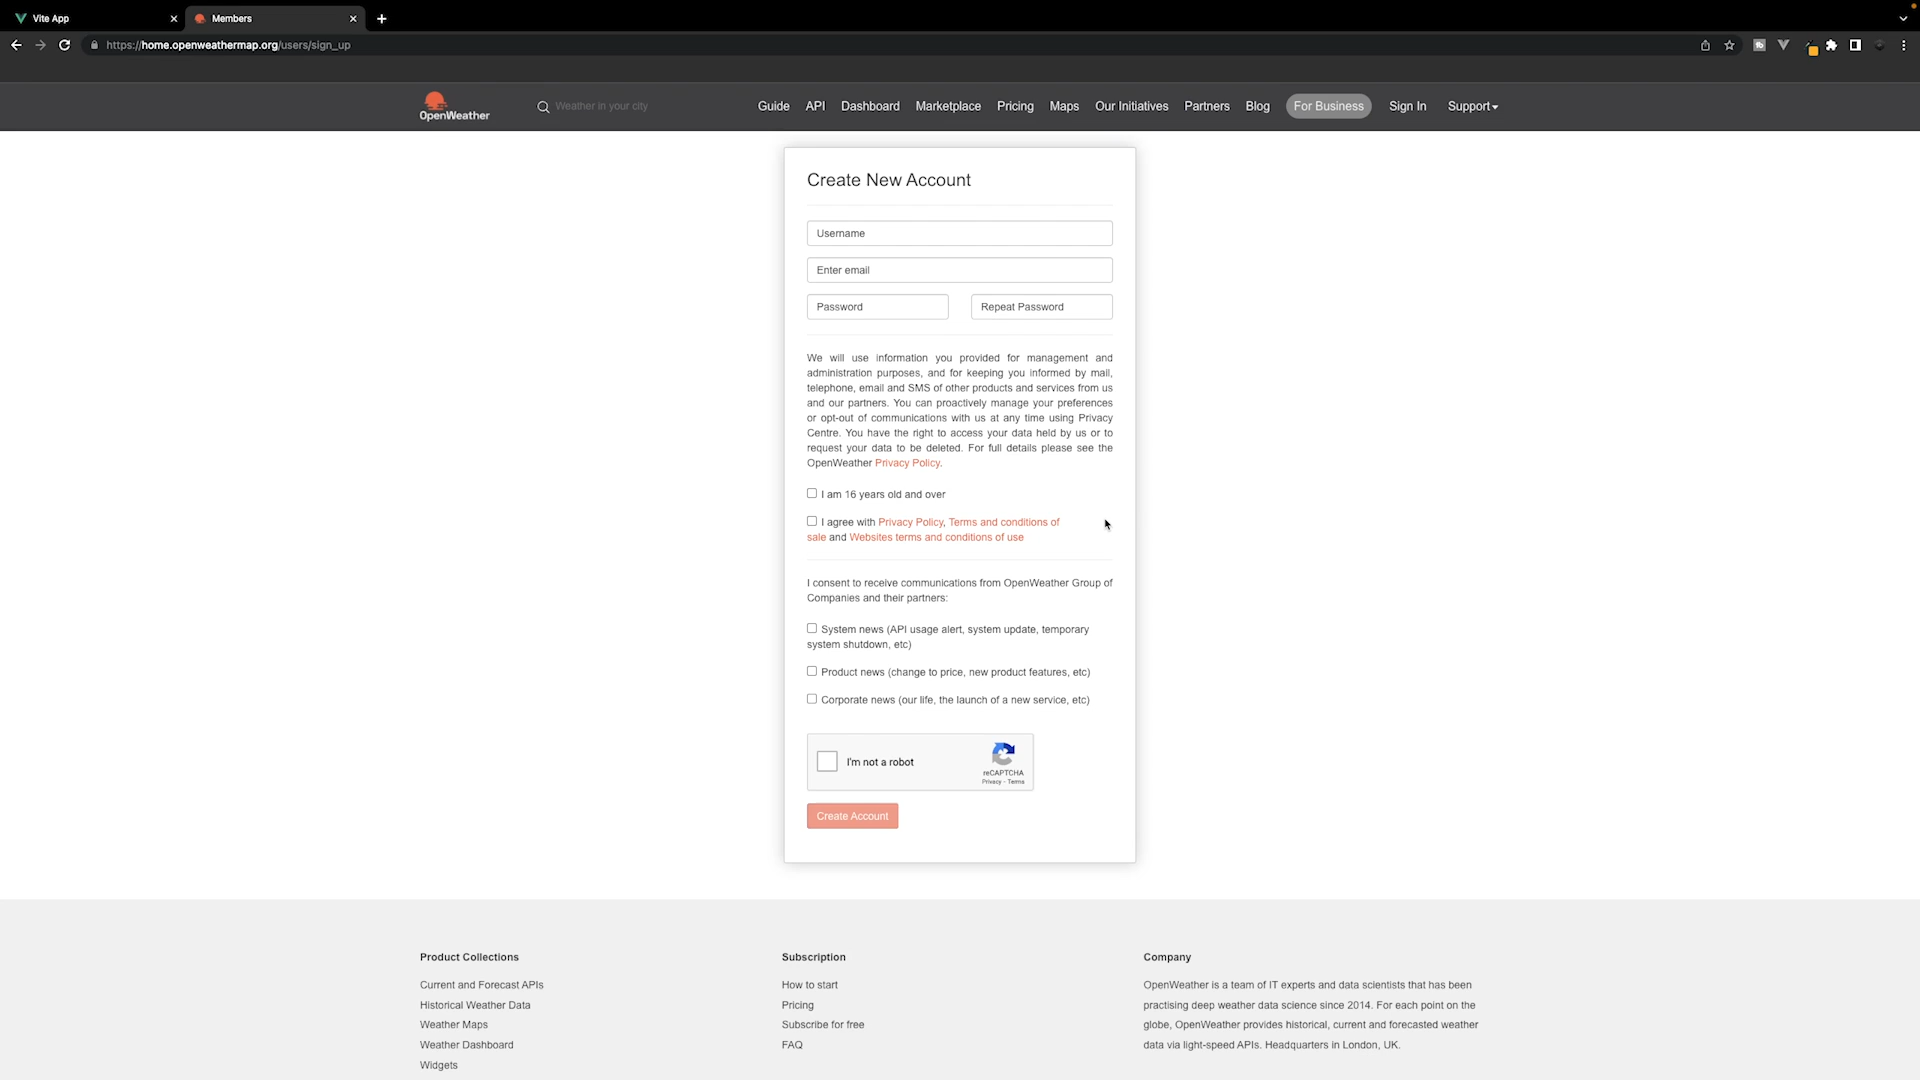 Vite App
Members
https://home.openweathermap.org/users/sign_up
OpenWeather
Weather in your city
Guide
API
Dashboard
Marketplace
Pricing
Maps
Our Initiatives
Partners
Blog
For Business
Sign In
Support
Create New Account
Username
Enter email
Password
Repeat Password
We will use information you provided for management and
administration purposes, and for keeping you informed by mail,
telephone, email and SMS of other products and services from us
and our partners. You can proactively manage your preferences
or opt-out of communications with us at any time using Privacy
Centre. You have the right to access your data held by us or to
request your data to be deleted. For full details please see the
OpenWeather Privacy Policy.
I am 16 years old and over
I agree with Privacy Policy, Terms and conditions of
sale and Websites terms and conditions of use
I consent to receive communications from OpenWeather Group of
Companies and their partners:
System news (API usage alert, system update, temporary
system shutdown, etc)
Product news (change to price, new product features, etc)
Corporate news (our life, the launch of a new service, etc)
I'm not a robot
reCAPTCHA
Privacy - Terms
Create Account
Product Collections
Current and Forecast APIs
Historical Weather Data
Weather Maps
Weather Dashboard
Widgets
Subscription
How to start
Pricing
Subscribe for free
FAQ
Company
OpenWeather is a team of IT experts and data scientists that has been
practising deep weather data science since 2014. For each point on the
globe, OpenWeather provides historical, current and forecasted weather
data via light-speed APIs. Headquarters in London, UK.